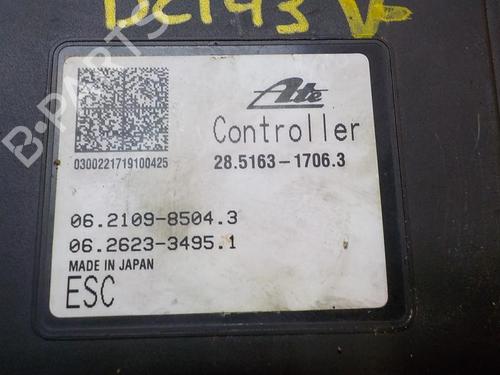 B-PARTS
Ate
Controller
0300221719100425
28.5163-1706.3
06.2109-8504.3
06.2623-3495.1
MADE IN JAPAN
ESC